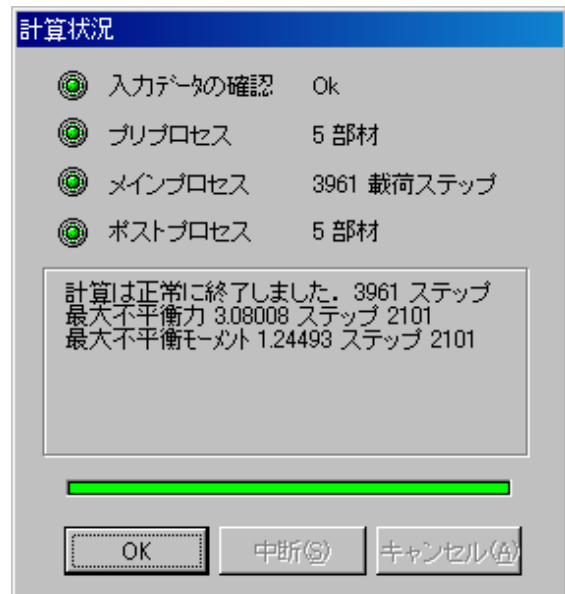 計算状況
入力データの確認 Ok
プリプロセス 5 部材
メインプロセス 3961 載荷ステップ
ポストプロセス 5 部材
計算は正常に終了しました. 3961 ステップ
最大不平衡力 3.08008 ステップ 2101
最大不平衡モーメント 1.24493 ステップ 2101
OK 中断(S) キャンセル(A)